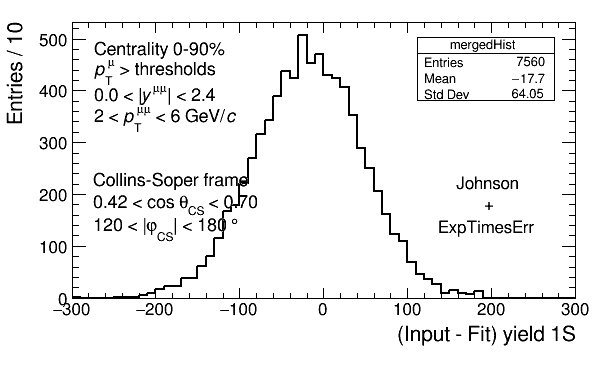 Entries / 10
500
400
300
200
100
0
Centrality 0-90%
p_T^μ > thresholds
0.0 < |y^μμ| < 2.4
2 < p_T^μμ < 6 GeV/c
Collins-Soper frame
0.42 < cos θ_CS < 0.70
120 < |φ_CS| < 180 °
mergedHist
Entries 7560
Mean −17.7
Std Dev 64.05
Johnson
+
ExpTimesErr
−300 −200 −100 0 100 200 300
(Input - Fit) yield 1S